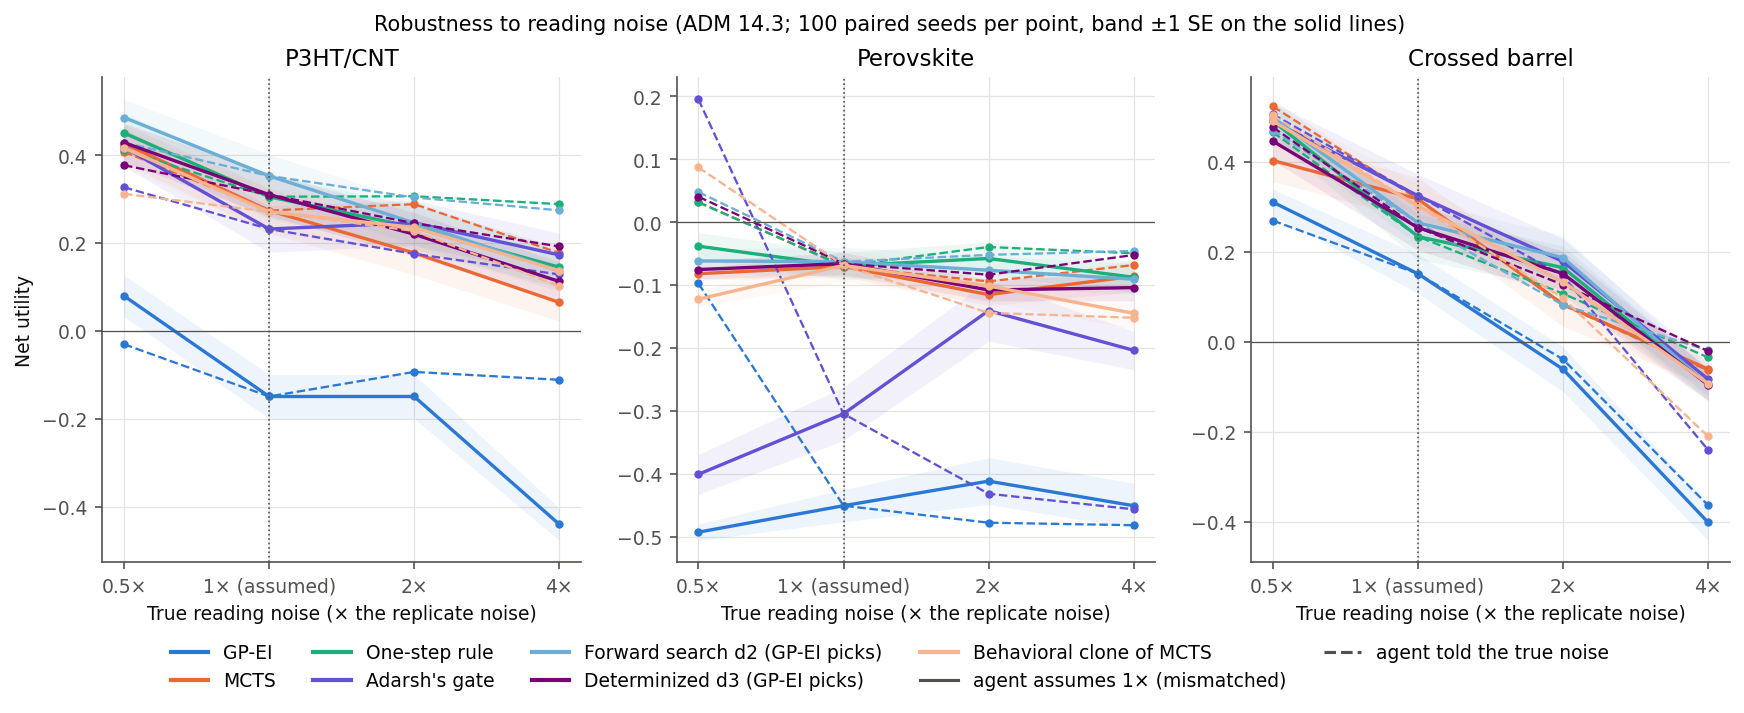 Robustness to reading noise (ADM 14.3; 100 paired seeds per point, band ±1 SE on the solid lines)
P3HT/CNT
Perovskite
Crossed barrel
Net utility
0.4
0.2
0.0
−0.2
−0.4
0.5×
1× (assumed)
2×
4×
True reading noise (× the replicate noise)
0.2
0.1
0.0
−0.1
−0.2
−0.3
−0.4
−0.5
0.5×
1× (assumed)
2×
4×
True reading noise (× the replicate noise)
0.4
0.2
0.0
−0.2
−0.4
0.5×
1× (assumed)
2×
4×
True reading noise (× the replicate noise)
GP-EI
MCTS
One-step rule
Adarsh's gate
Forward search d2 (GP-EI picks)
Determinized d3 (GP-EI picks)
Behavioral clone of MCTS
agent assumes 1× (mismatched)
agent told the true noise